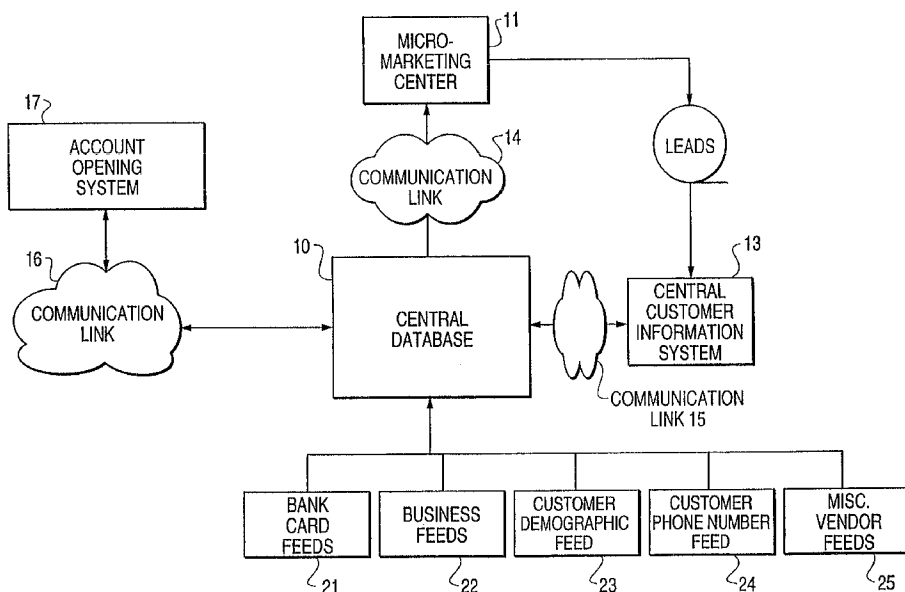 11
MICRO-
MARKETING
CENTER
17
ACCOUNT
OPENING
SYSTEM
LEADS
14
COMMUNICATION
LINK
16
COMMUNICATION
LINK
10
CENTRAL
DATABASE
13
CENTRAL
CUSTOMER
INFORMATION
SYSTEM
COMMUNICATION
LINK 15
BANK
CARD
FEEDS
21
BUSINESS
FEEDS
22
CUSTOMER
DEMOGRAPHIC
FEED
23
CUSTOMER
PHONE NUMBER
FEED
24
MISC.
VENDOR
FEEDS
25